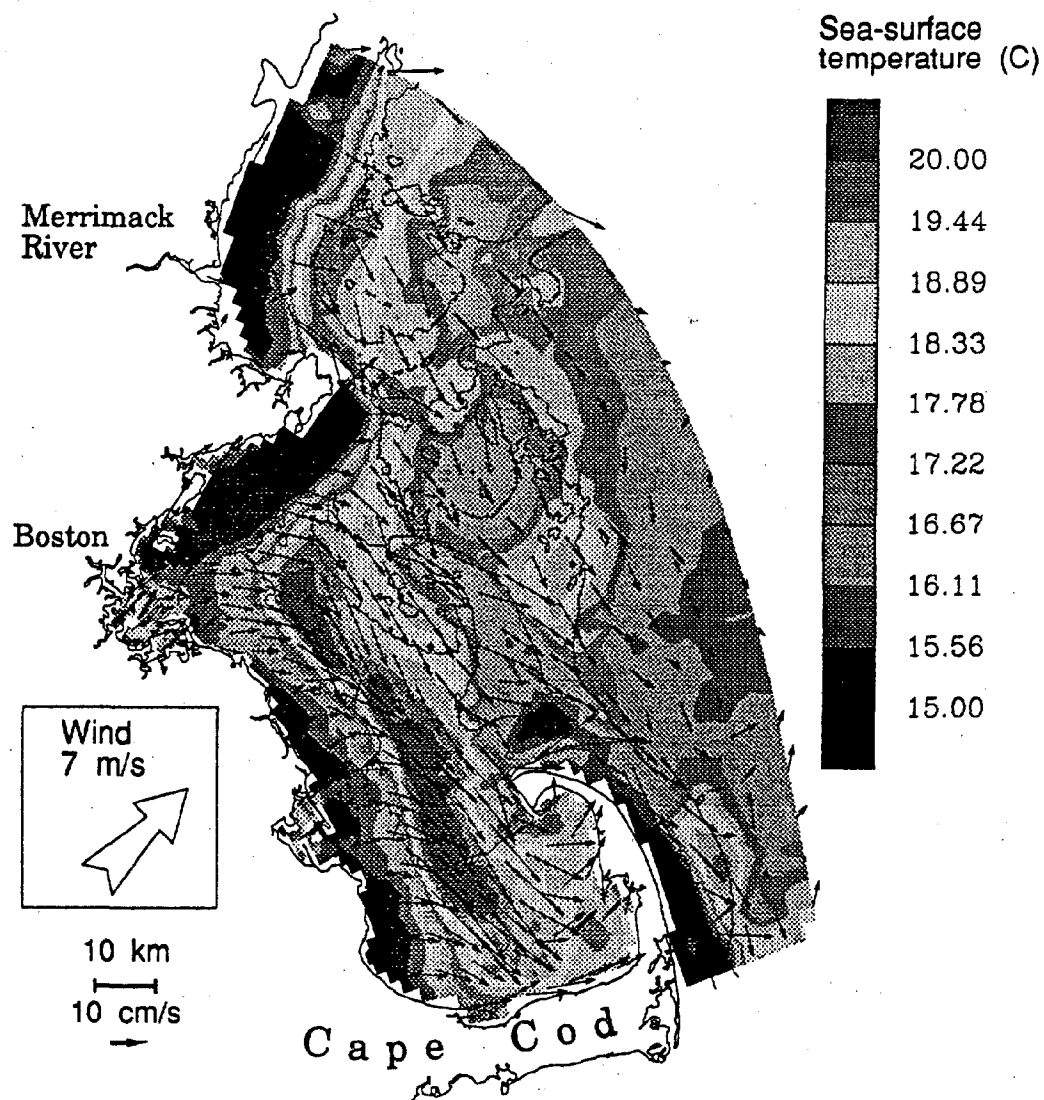 Sea-surface
temperature (C)
20.00
19.44
18.89
18.33
17.78
17.22
16.67
16.11
15.56
15.00
Merrimack
River
Boston
Wind
7 m/s
10 km
10 cm/s
Cape Cod